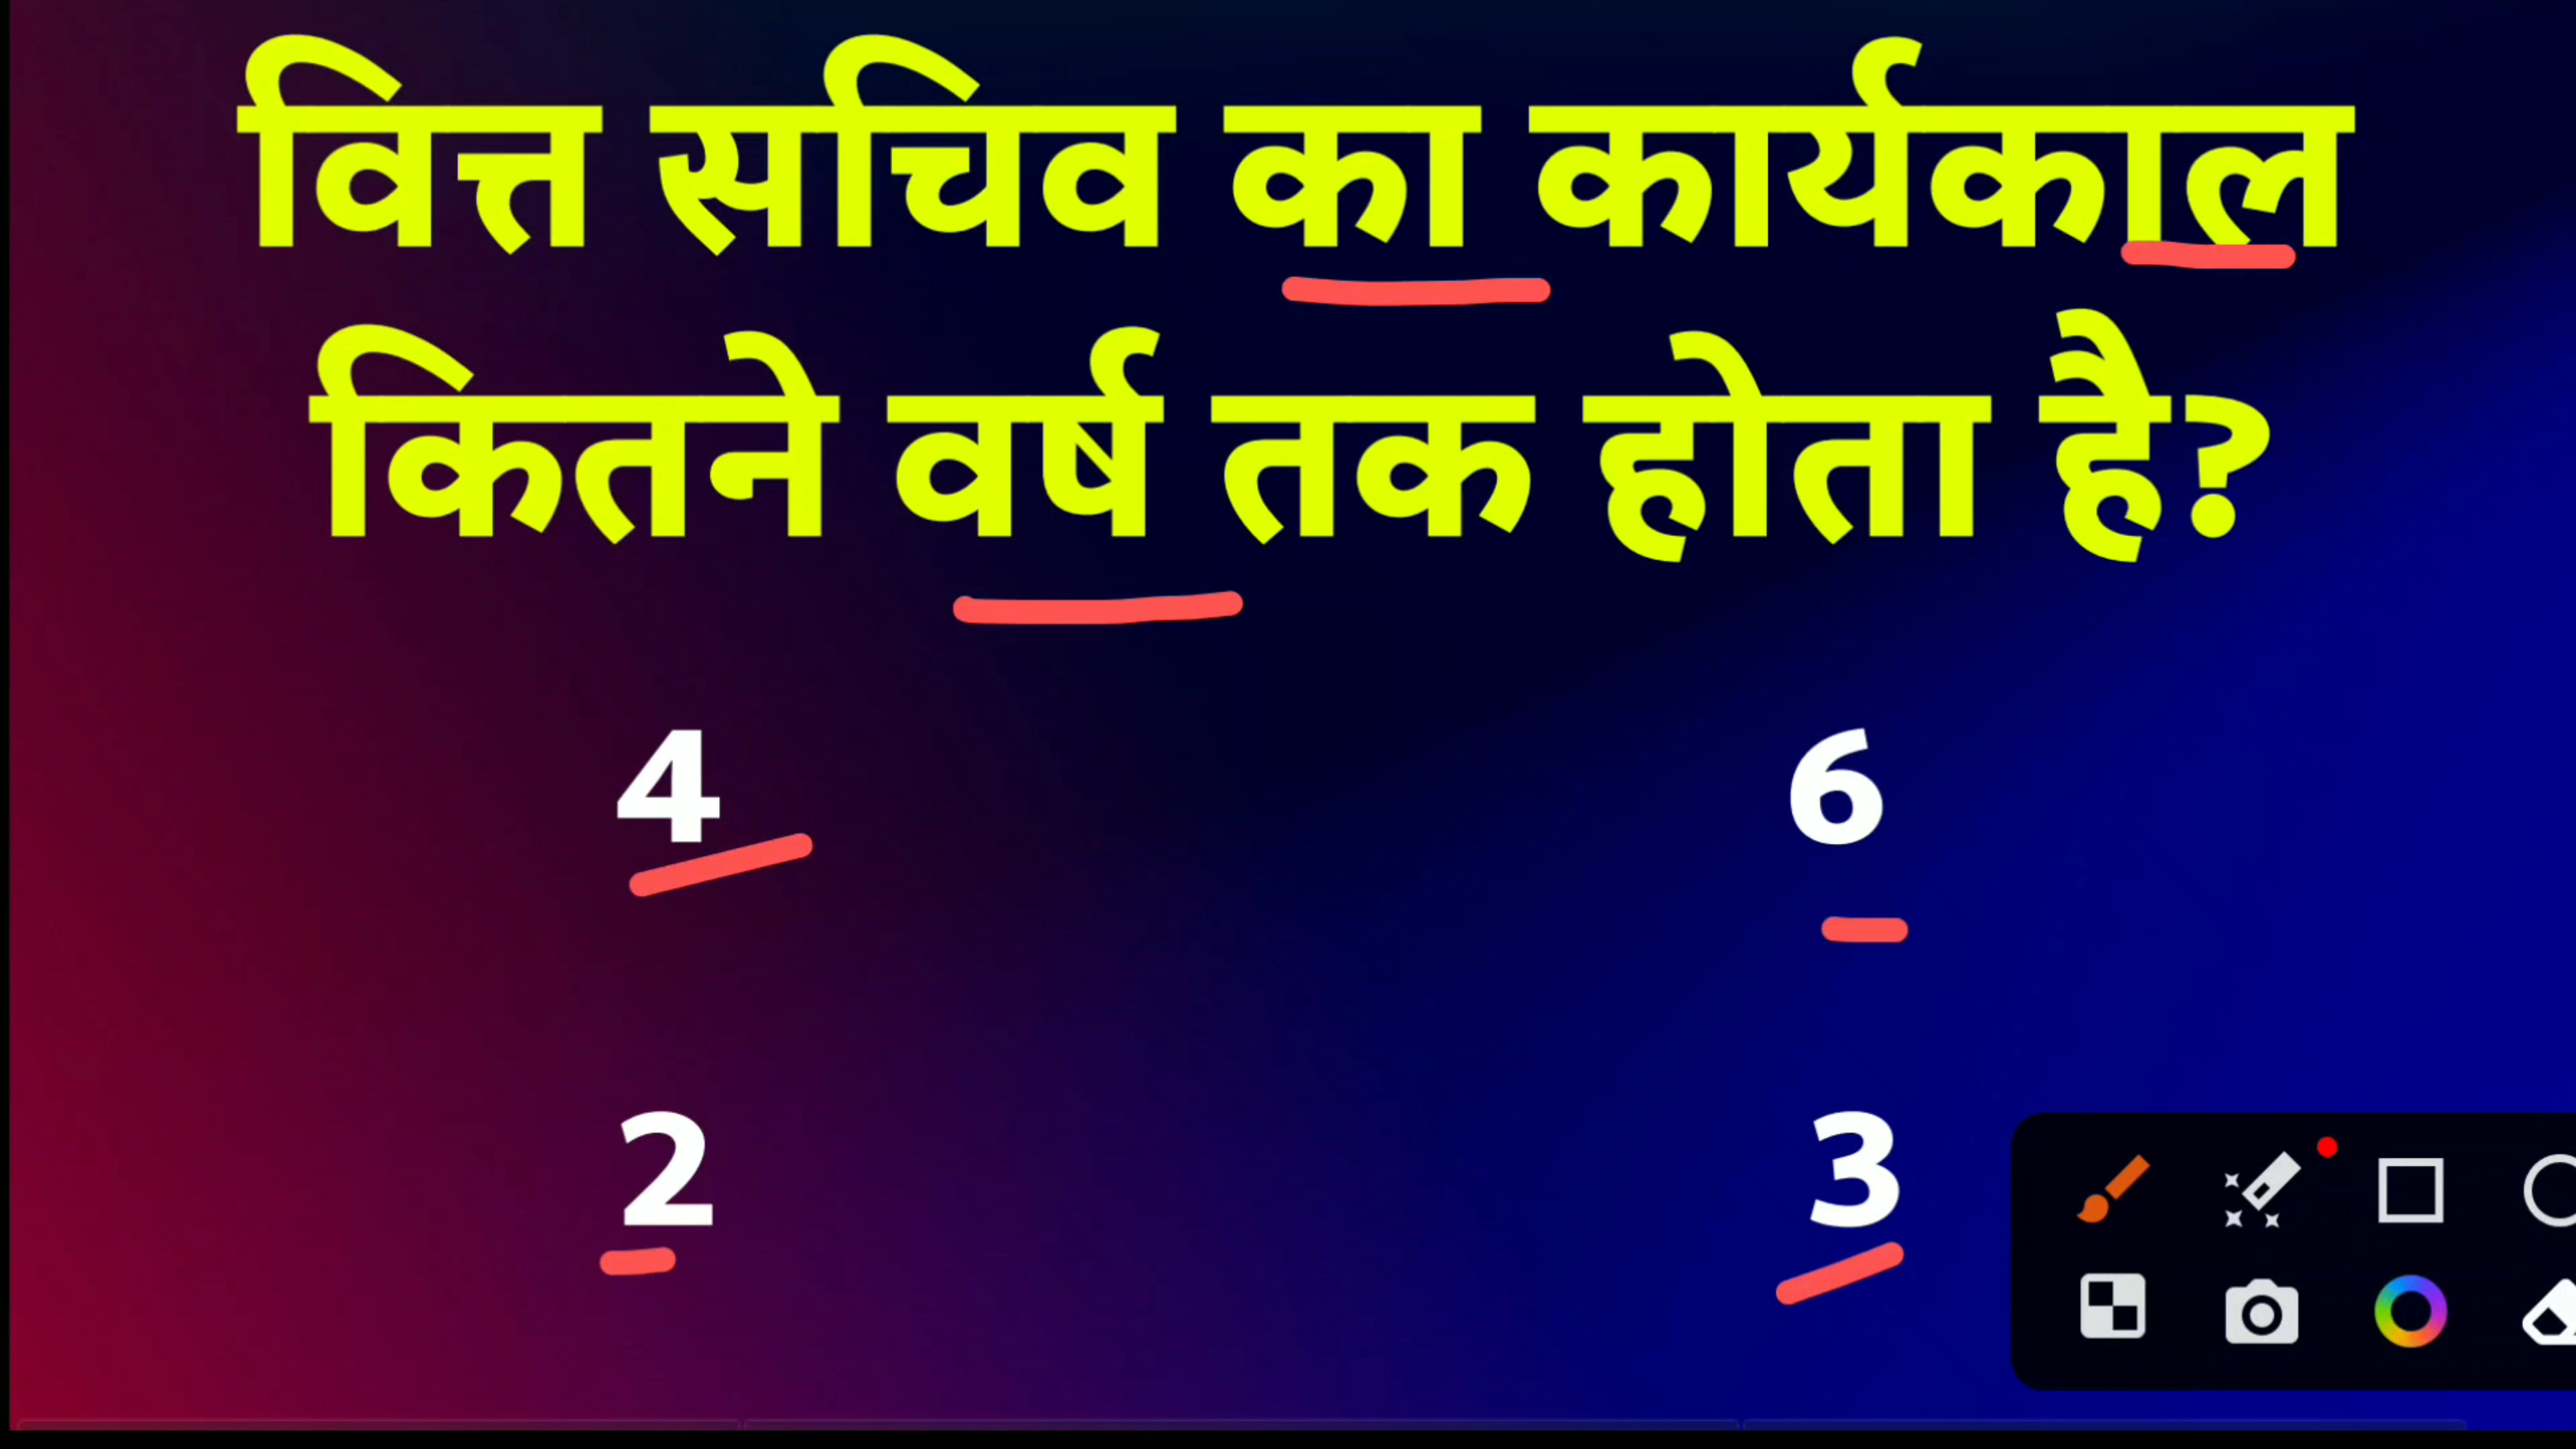 वित्त सचिव का कार्यकाल
कितने वर्ष तक होता है?
4 6
2 3